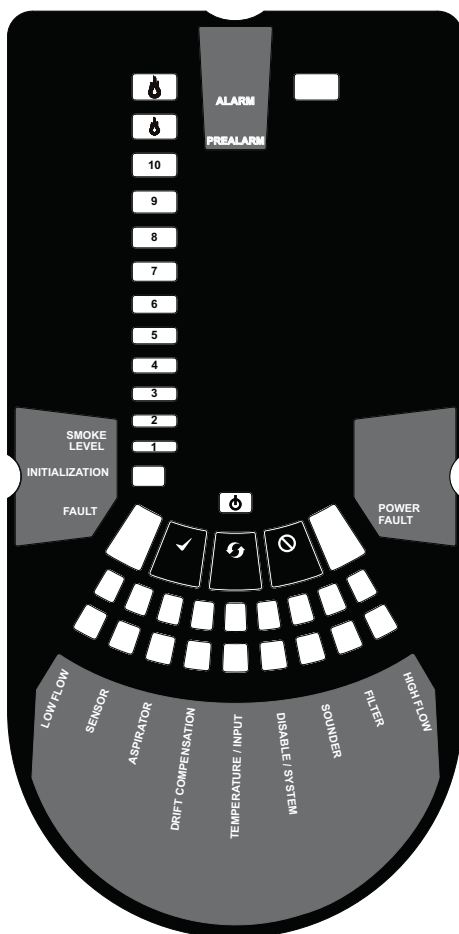 ALARM
PREALARM
10
9
8
7
6
5
4
3
2
1
SMOKE
LEVEL
INITIALIZATION
FAULT
POWER
FAULT
LOW FLOW
SENSOR
ASPIRATOR
DRIFT COMPENSATION
TEMPERATURE / INPUT
DISABLE / SYSTEM
SOUNDER
FILTER
HIGH FLOW